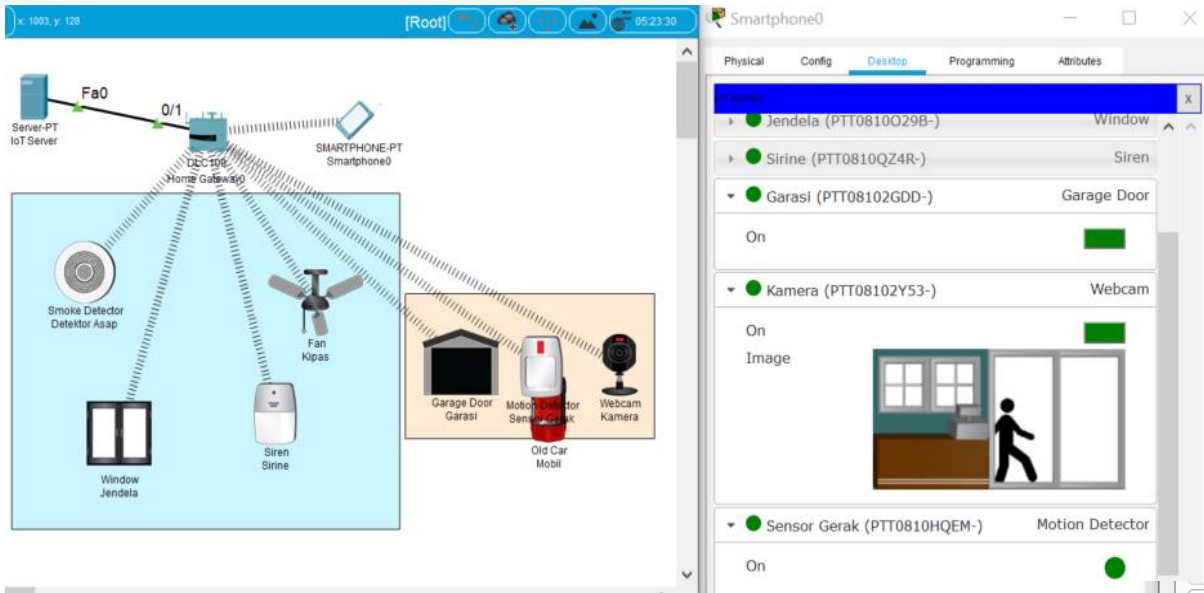 x: 1003, y: 128
[Root]
05:23:30
Fa0
0/1
Server-PT
IoT Server
DLC100
Home Gateway0
SMARTPHONE-PT
Smartphone0
Smoke Detector
Detektor Asap
Fan
Kipas
Window
Jendela
Siren
Sirine
Garage Door
Garasi
Motion Detector
Sensor Gerak
Webcam
Kamera
Old Car
Mobil
Smartphone0
Physical Config Desktop Programming Attributes
X
Jendela (PTT0810O29B-) Window
Sirine (PTT0810QZ4R-) Siren
Garasi (PTT08102GDD-) Garage Door
On
Kamera (PTT08102Y53-) Webcam
On
Image
Sensor Gerak (PTT0810HQEM-) Motion Detector
On